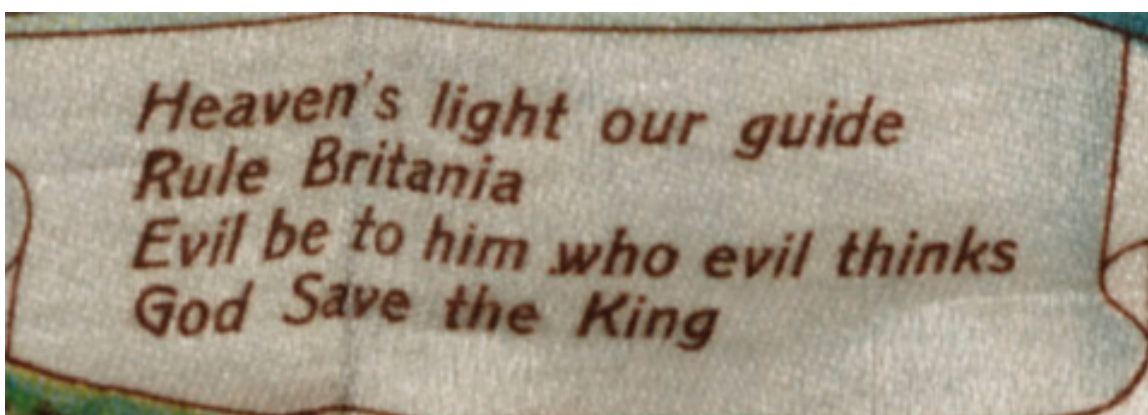 Heaven's light our guide
Rule Britania
Evil be to him who evil thinks
God Save the King